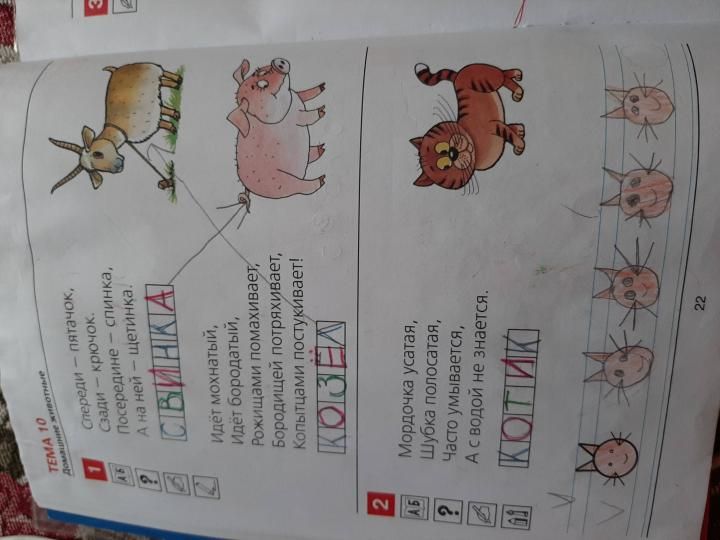 ТЕМА 10
Домашние животные
1
АБ
?
Спереди – пятачок,
Сзади – крючок.
Посередине – спинка,
А на ней – щетинка.
СВИНКА
Идёт мохнатый,
Идёт бородатый,
Рожищами помахивает,
Бородищей потряхивает,
Копытцами постукивает!
КОЗЁЛ
2
АБ
?
Мордочка усатая,
Шубка полосатая,
Часто умывается,
А с водой не знается.
КОТИК
22
3